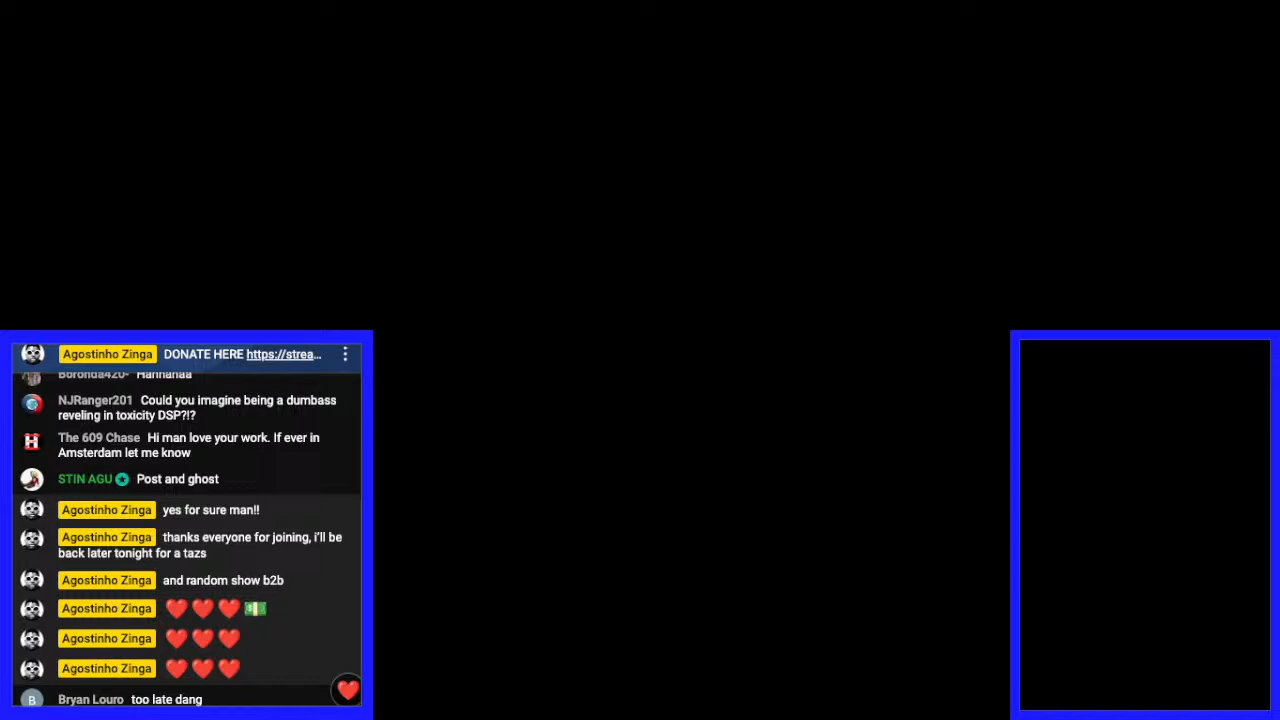 Agostinho Zinga DONATE HERE https://strea...
Boronda420- Hahahaa
NJRanger201 Could you imagine being a dumbass
reveling in toxicity DSP?!?
The 609 Chase Hi man love your work. If ever in
Amsterdam let me know
STIN AGU Post and ghost
Agostinho Zinga yes for sure man!!
Agostinho Zinga thanks everyone for joining, i'll be
back later tonight for a tazs
Agostinho Zinga and random show b2b
Agostinho Zinga ❤️❤️❤️💵
Agostinho Zinga ❤️❤️❤️
Agostinho Zinga ❤️❤️❤️
B Bryan Louro too late dang